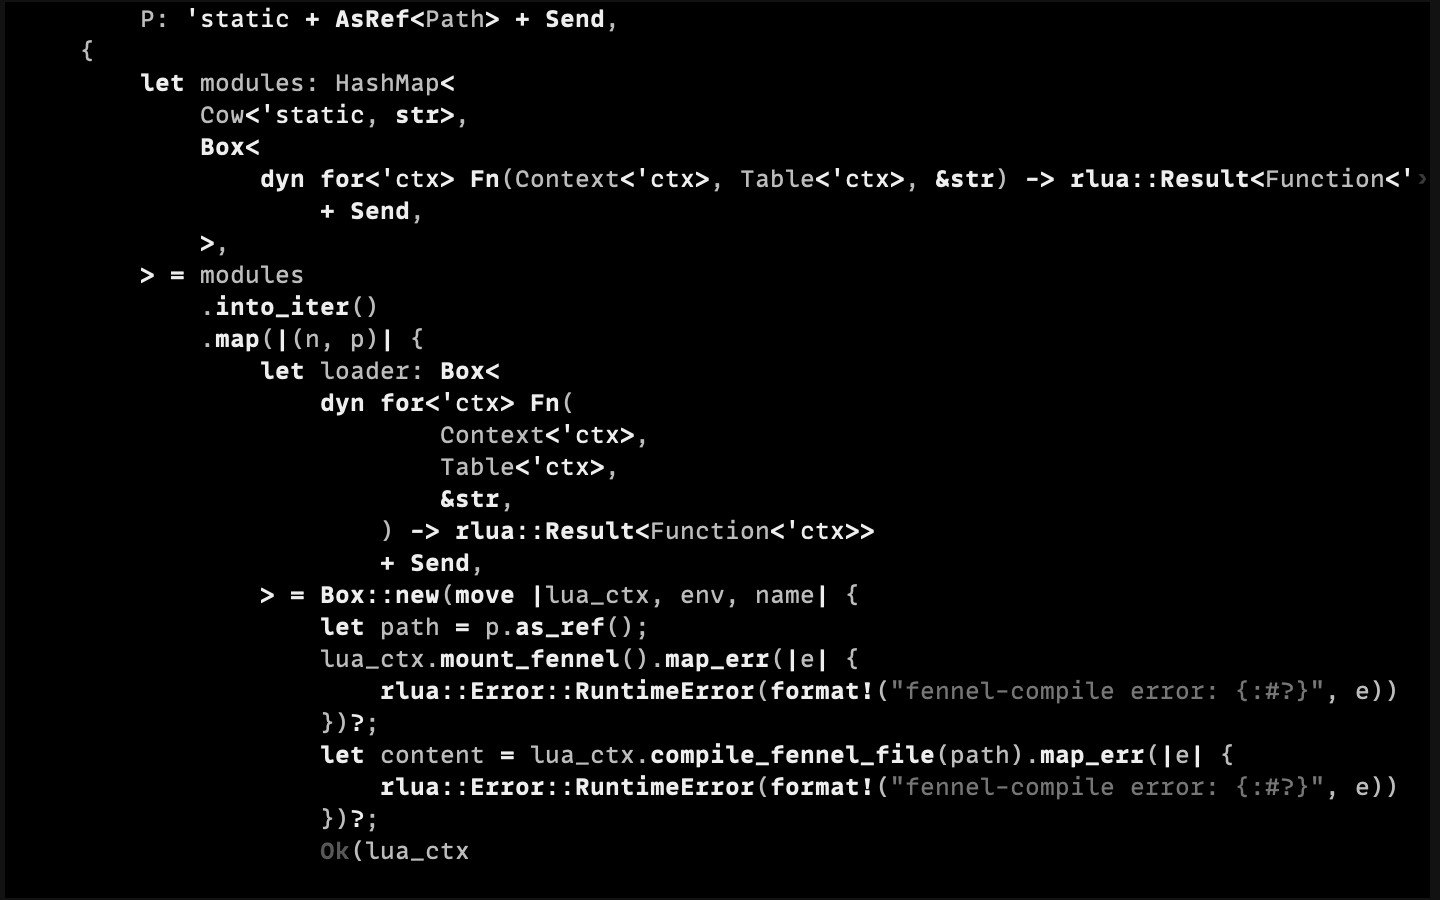 P: 'static + AsRef<Path> + Send,
{
    let modules: HashMap<
        Cow<'static, str>,
        Box<
            dyn for<'ctx> Fn(Context<'ctx>, Table<'ctx>, &str) -> rlua::Result<Function<'›
                + Send,
        >,
    > = modules
        .into_iter()
        .map(|(n, p)| {
            let loader: Box<
                dyn for<'ctx> Fn(
                        Context<'ctx>,
                        Table<'ctx>,
                        &str,
                    ) -> rlua::Result<Function<'ctx>>
                    + Send,
            > = Box::new(move |lua_ctx, env, name| {
                let path = p.as_ref();
                lua_ctx.mount_fennel().map_err(|e| {
                    rlua::Error::RuntimeError(format!("fennel-compile error: {:#?}", e))
                })?;
                let content = lua_ctx.compile_fennel_file(path).map_err(|e| {
                    rlua::Error::RuntimeError(format!("fennel-compile error: {:#?}", e))
                })?;
                Ok(lua_ctx